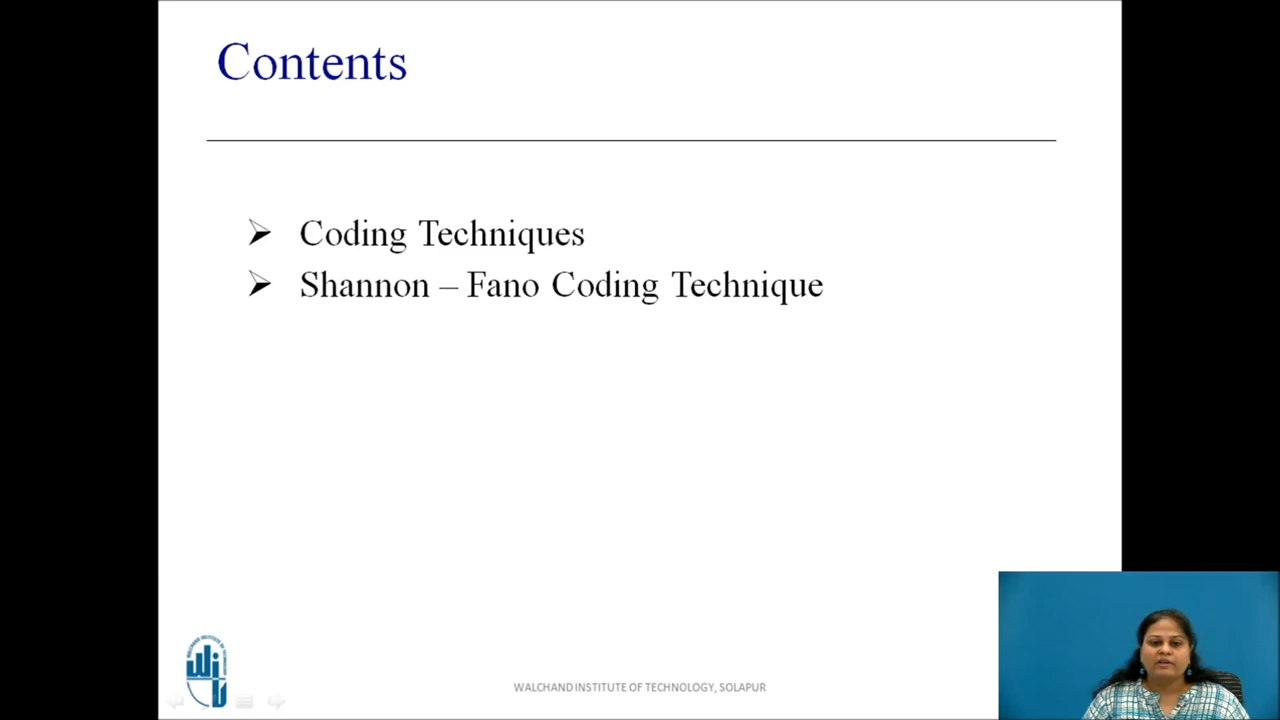 Contents
➢ Coding Techniques
➢ Shannon – Fano Coding Technique
WALCHAND INSTITUTE OF TECHNOLOGY, SOLAPUR